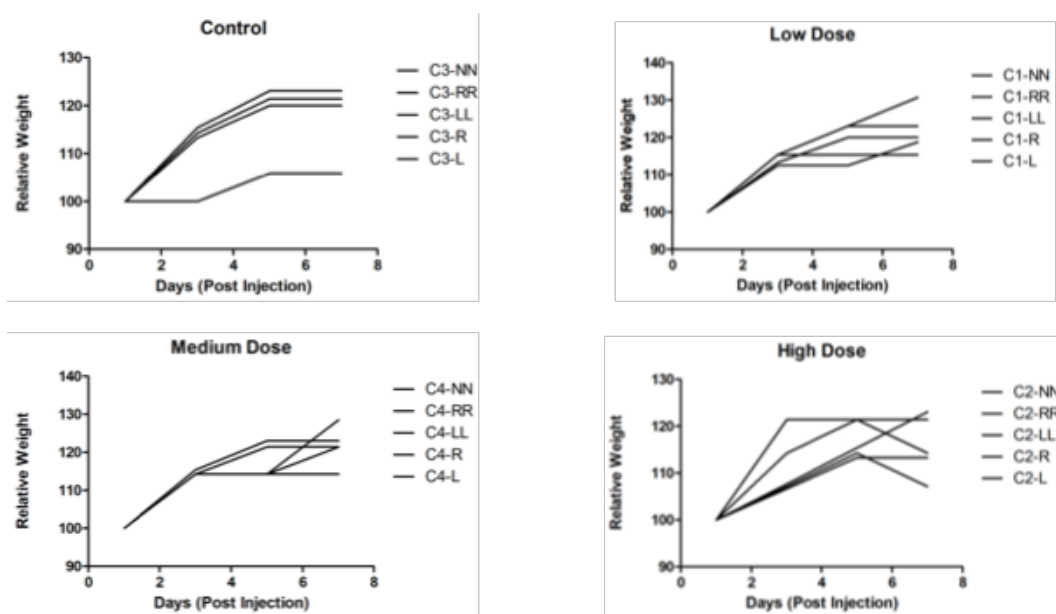 Control
130
120
110
100
90
Relative Weight
0 2 4 6 8
Days (Post Injection)
C3-NN
C3-RR
C3-LL
C3-R
C3-L
Low Dose
140
130
120
110
100
90
Relative Weight
0 2 4 6 8
Days (Post Injection)
C1-NN
C1-RR
C1-LL
C1-R
C1-L
Medium Dose
140
130
120
110
100
90
Relative Weight
0 2 4 6 8
Days (Post Injection)
C4-NN
C4-RR
C4-LL
C4-R
C4-L
High Dose
130
120
110
100
90
Relative Weight
0 2 4 6 8
Days (Post Injection)
C2-NN
C2-RR
C2-LL
C2-R
C2-L